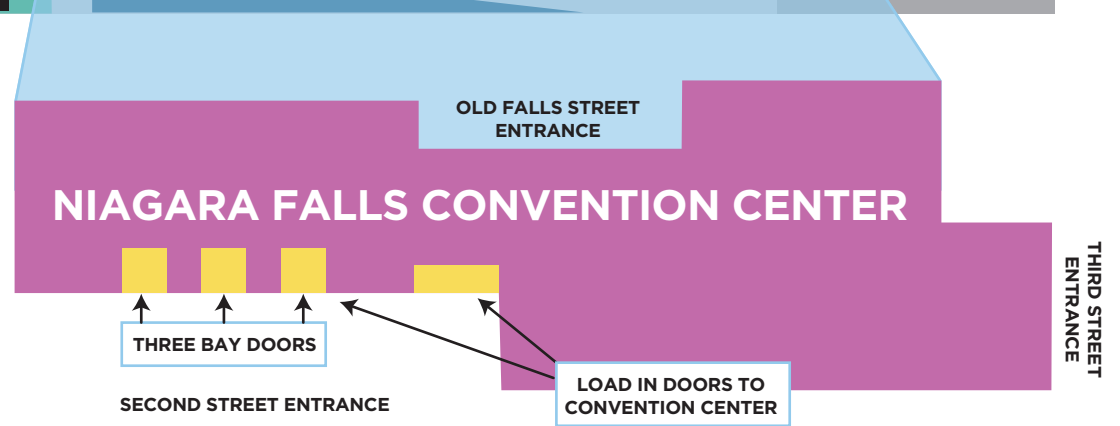 OLD FALLS STREET
ENTRANCE
NIAGARA FALLS CONVENTION CENTER
THIRD STREET
ENTRANCE
THREE BAY DOORS
LOAD IN DOORS TO
CONVENTION CENTER
SECOND STREET ENTRANCE